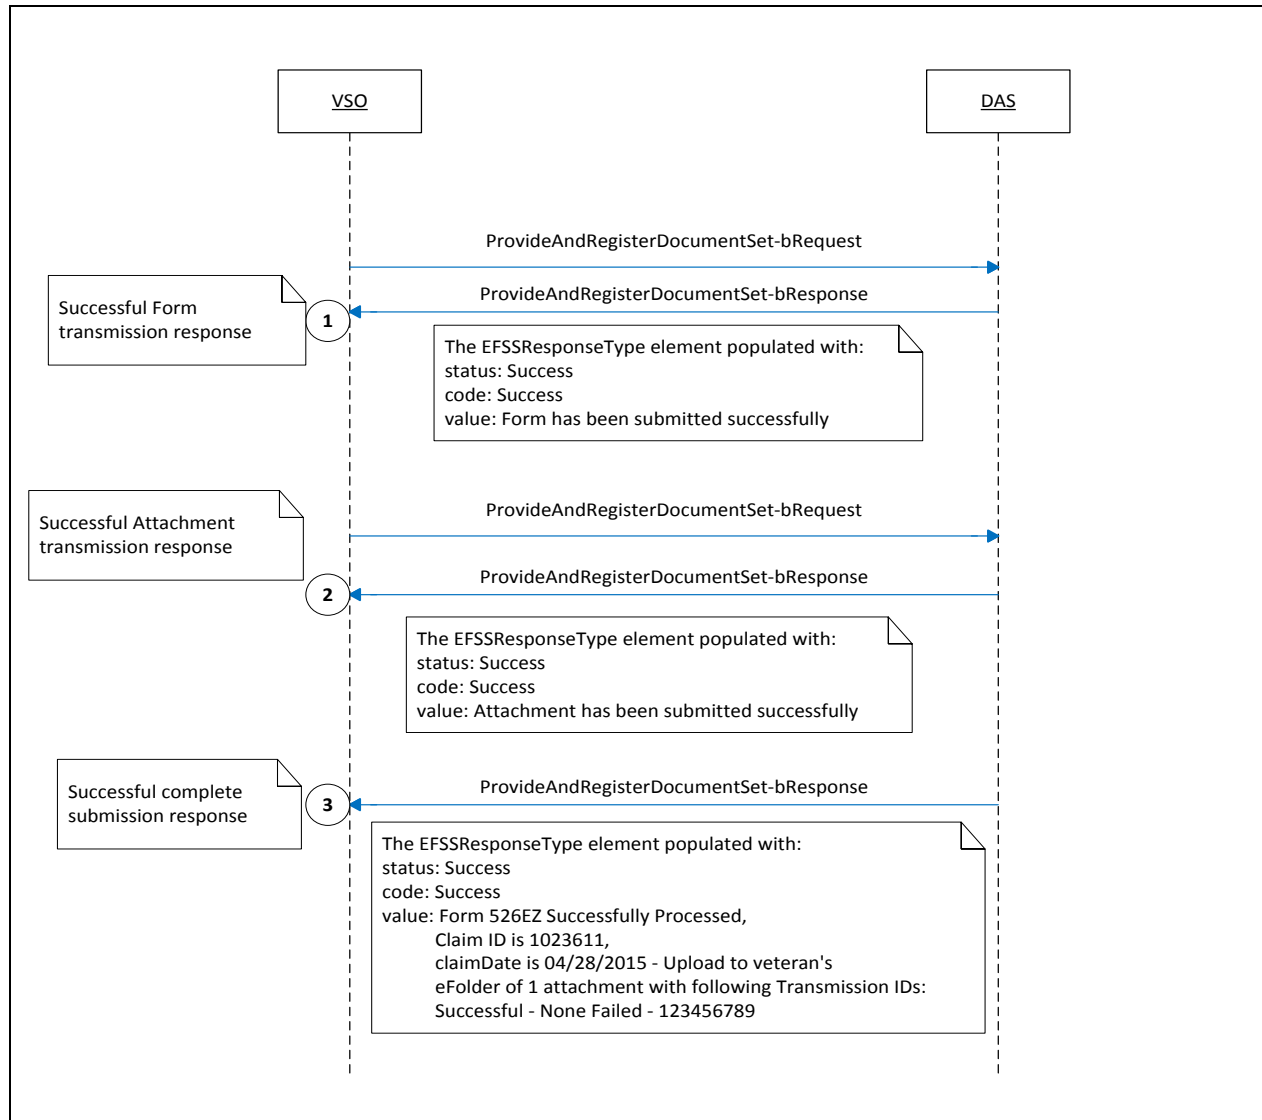 VSO
DAS
ProvideAndRegisterDocumentSet-bRequest
ProvideAndRegisterDocumentSet-bResponse
Successful Form
transmission response
1
The EFSSResponseType element populated with:
status: Success
code: Success
value: Form has been submitted successfully
Successful Attachment
transmission response
ProvideAndRegisterDocumentSet-bRequest
ProvideAndRegisterDocumentSet-bResponse
2
The EFSSResponseType element populated with:
status: Success
code: Success
value: Attachment has been submitted successfully
Successful complete
submission response
3
ProvideAndRegisterDocumentSet-bResponse
The EFSSResponseType element populated with:
status: Success
code: Success
value: Form 526EZ Successfully Processed,
Claim ID is 1023611,
claimDate is 04/28/2015 - Upload to veteran's
eFolder of 1 attachment with following Transmission IDs:
Successful - None Failed - 123456789